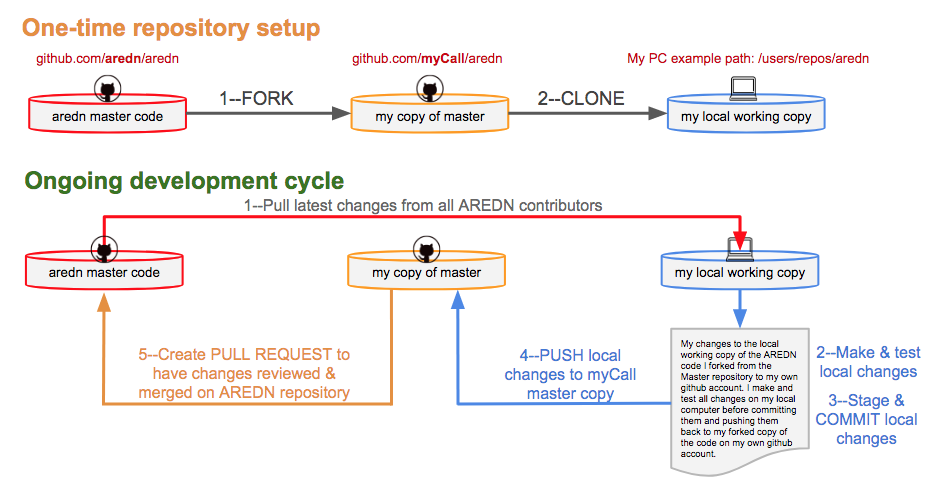 One-time repository setup
github.com/aredn/aredn
github.com/myCall/aredn
My PC example path: /users/repos/aredn
1--FORK
2--CLONE
aredn master code
my copy of master
my local working copy
Ongoing development cycle
1--Pull latest changes from all AREDN contributors
aredn master code
my copy of master
my local working copy
5--Create PULL REQUEST to
have changes reviewed &
merged on AREDN repository
4--PUSH local
changes to myCall
master copy
My changes to the local
working copy of the AREDN
code I forked from the
Master repository to my own
github account. I make and
test all changes on my local
computer before committing
them and pushing them
back to my forked copy of
the code on my own github
account.
2--Make & test
local changes
3--Stage &
COMMIT local
changes